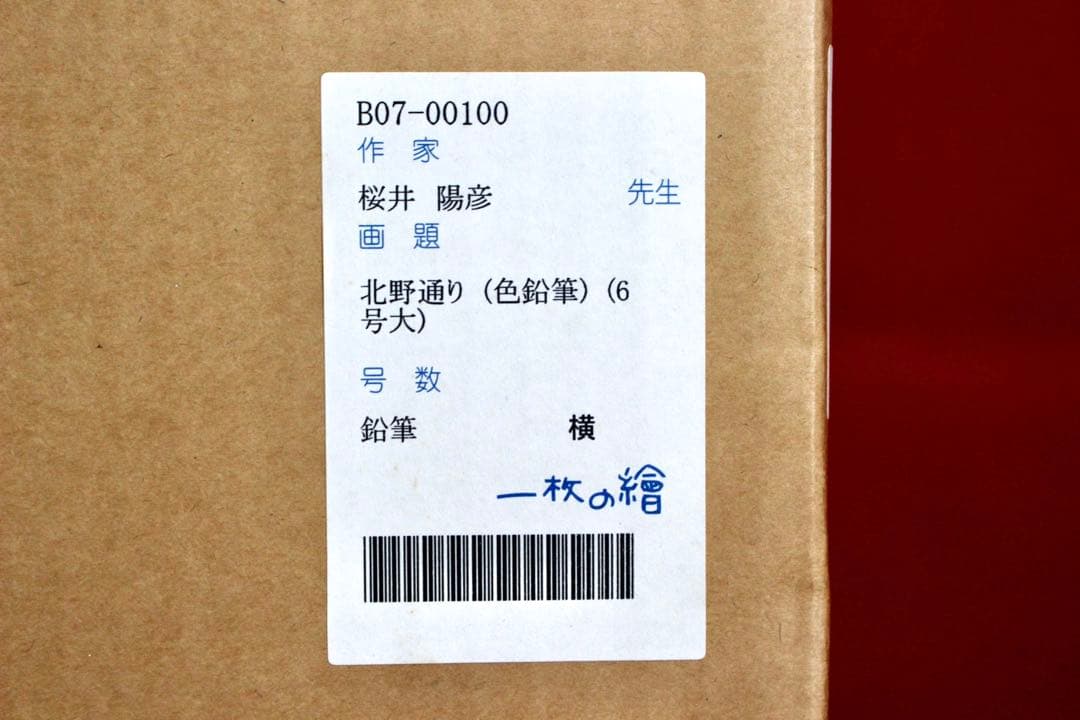 B07-00100
作 家
桜井 陽彦 先生
画 題
北野通り（色鉛筆）（6
号大）
号 数
鉛筆 横
一枚の繪